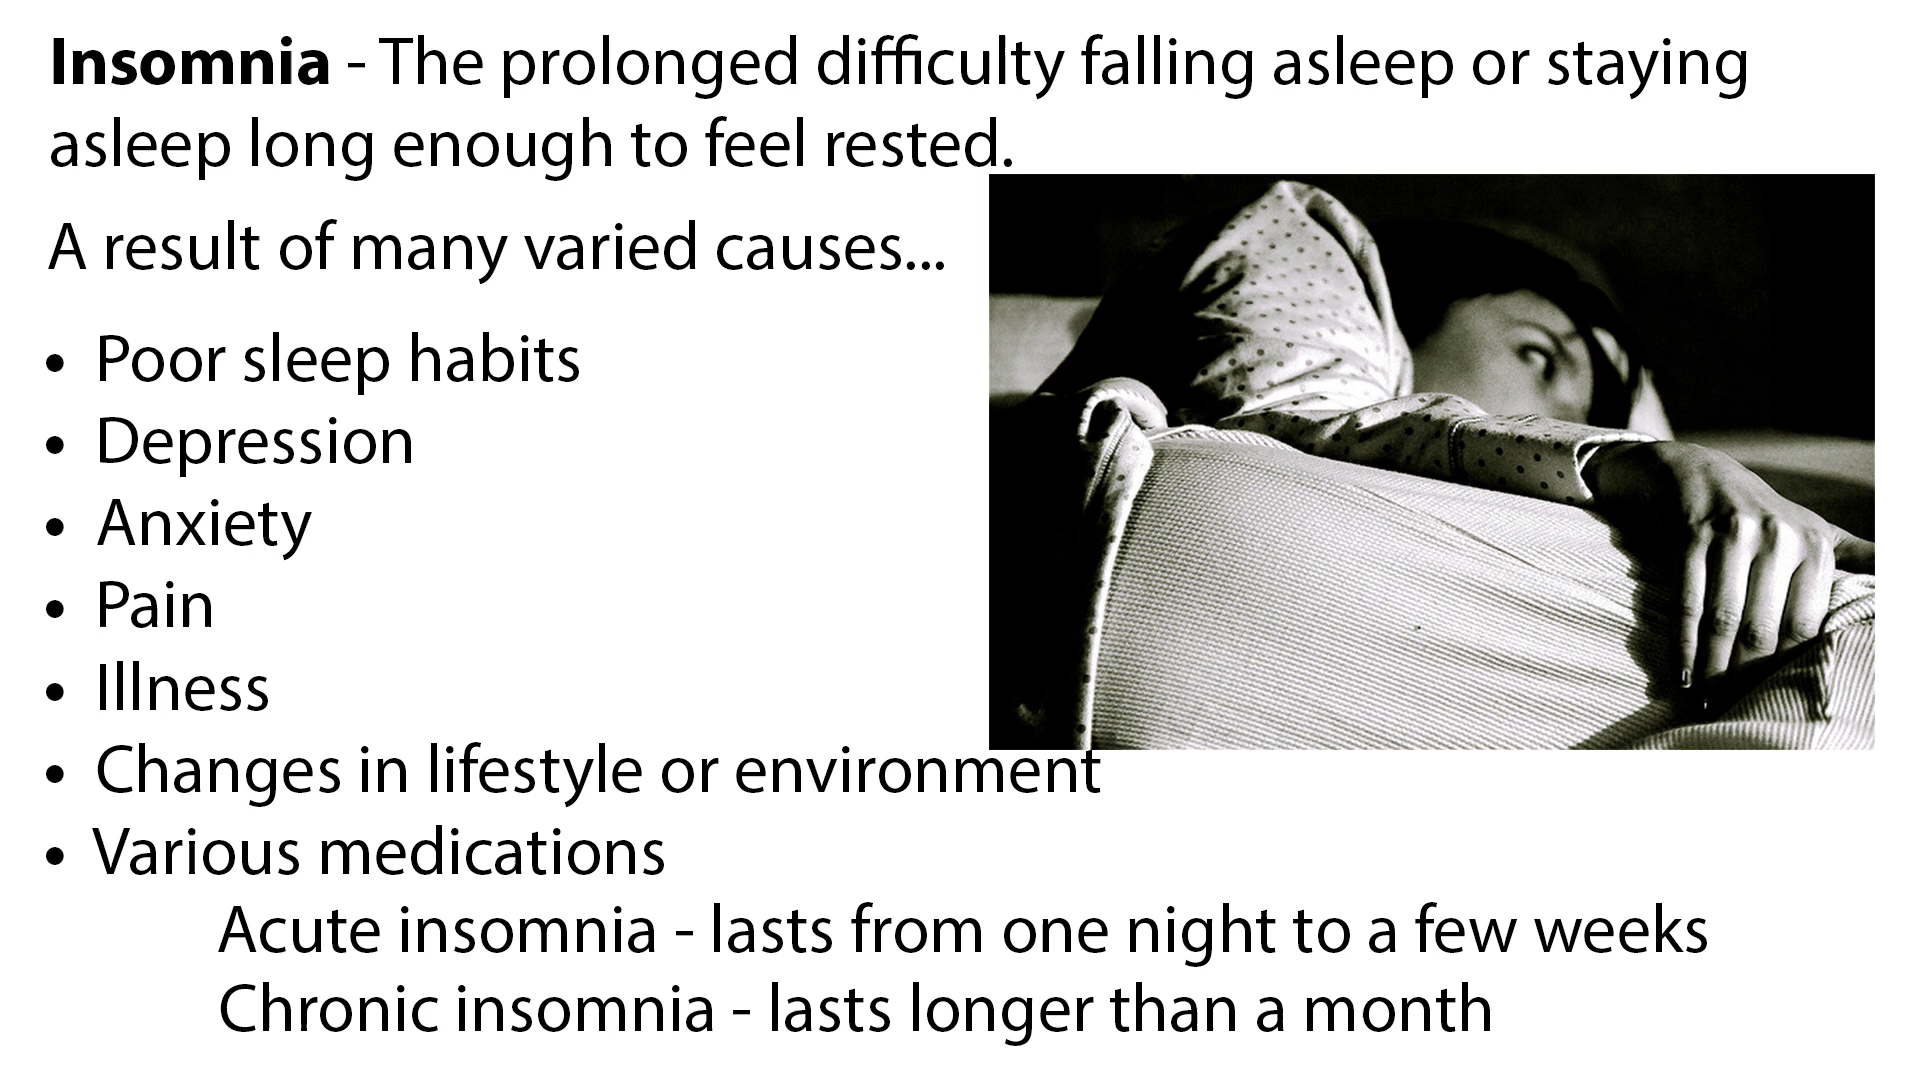 Insomnia - The prolonged difficulty falling asleep or staying
asleep long enough to feel rested.
A result of many varied causes...
• Poor sleep habits
• Depression
• Anxiety
• Pain
• Illness
• Changes in lifestyle or environment
• Various medications
Acute insomnia - lasts from one night to a few weeks
Chronic insomnia - lasts longer than a month